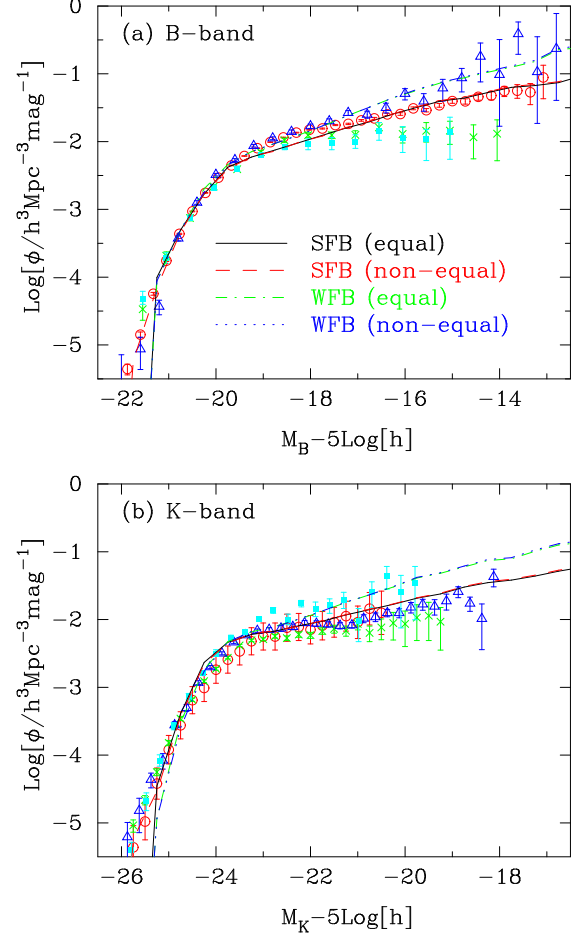 0
(a) B-band
−1
−2
−3
−4
−5
Log[ϕ/h³Mpc⁻³mag⁻¹]
SFB (equal)
SFB (non-equal)
WFB (equal)
WFB (non-equal)
−22 −20 −18 −16 −14
M_B−5Log[h]
0
(b) K-band
−1
−2
−3
−4
−5
Log[ϕ/h³Mpc⁻³mag⁻¹]
−26 −24 −22 −20 −18
M_K−5Log[h]